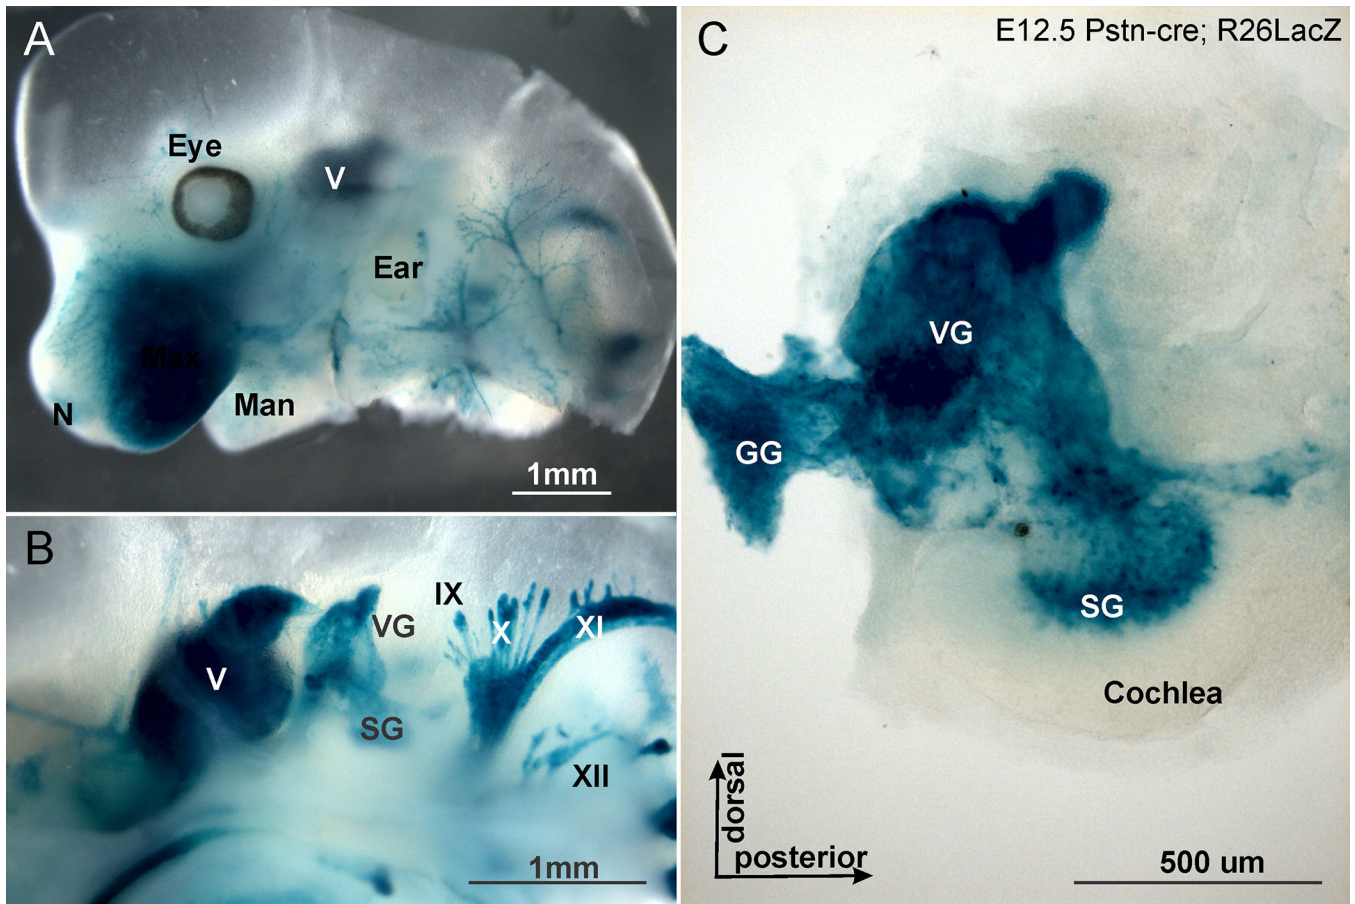 A
Eye
V
Ear
Max
Man
N
1mm
B
IX
VG
X
XI
V
SG
XII
1mm
C
E12.5 Pstn-cre; R26LacZ
VG
GG
SG
Cochlea
dorsal
posterior
500 um